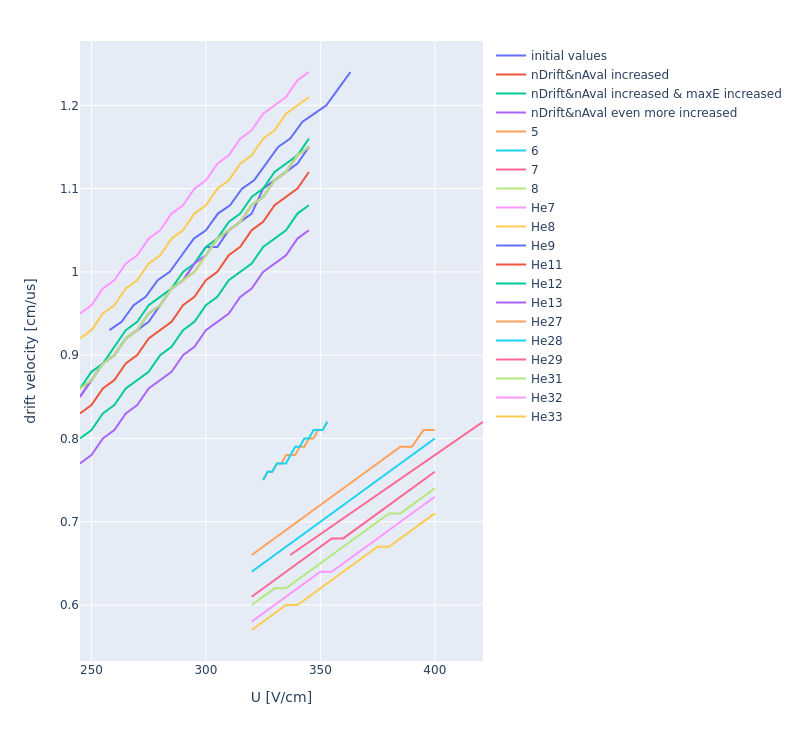 initial values
nDrift&nAval increased
nDrift&nAval increased & maxE increased
nDrift&nAval even more increased
5
6
7
8
He7
He8
He9
He11
He12
He13
He27
He28
He29
He31
He32
He33
drift velocity [cm/us]
1.2
1.1
1
0.9
0.8
0.7
0.6
250 300 350 400
U [V/cm]